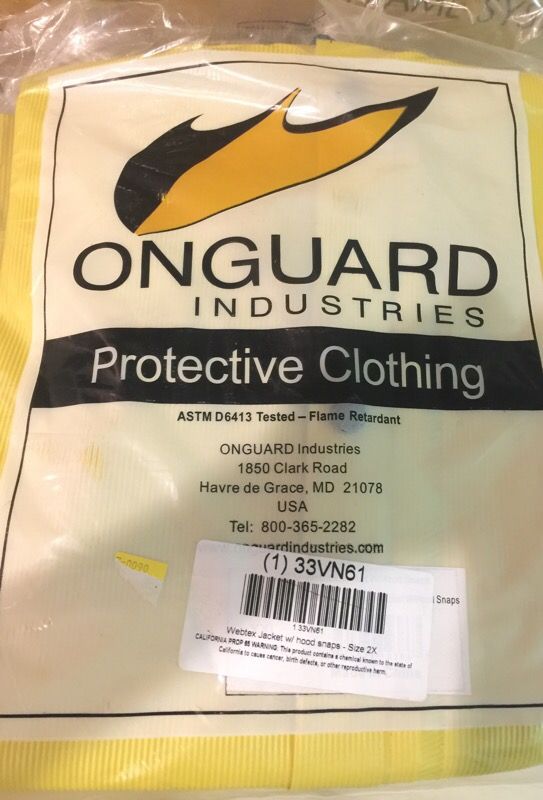 ONGUARD
INDUSTRIES
Protective Clothing
ASTM D6413 Tested – Flame Retardant
ONGUARD Industries
1850 Clark Road
Havre de Grace, MD 21078
USA
Tel: 800-365-2282
(1) 33VN61
Snaps
1 33VN61
Webtex Jacket w/ hood snaps - Size 2X
CALIFORNIA PROP 65 WARNING: This product contains a chemical known to the state of
California to cause cancer, birth defects, or other reproductive harm.